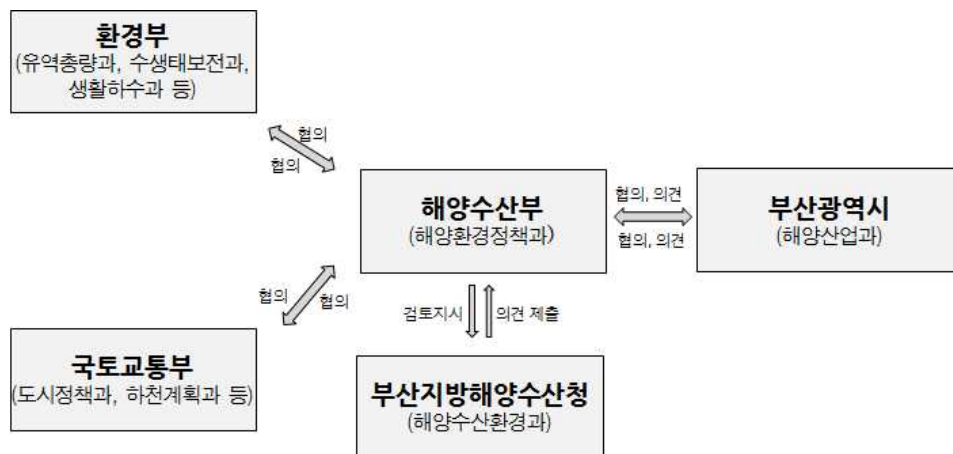 환경부
(유역총량과, 수생태보전과,
생활하수과 등)
협의
협의
해양수산부
(해양환경정책과)
협의, 의견
협의, 의견
부산광역시
(해양산업과)
협의
협의
검토지시
의견 제출
국토교통부
(도시정책과, 하천계획과 등)
부산지방해양수산청
(해양수산환경과)